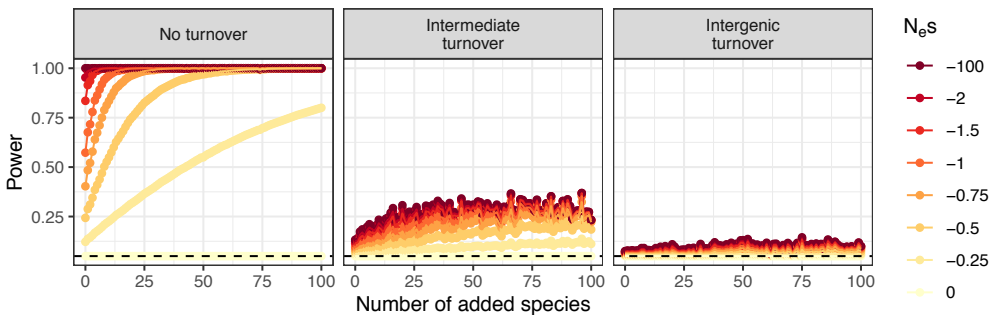 No turnover
Intermediate
turnover
Intergenic
turnover
Power
1.00
0.75
0.50
0.25
0 25 50 75 100
0 25 50 75 100
0 25 50 75 100
Number of added species
Nₑs
−100
−2
−1.5
−1
−0.75
−0.5
−0.25
0